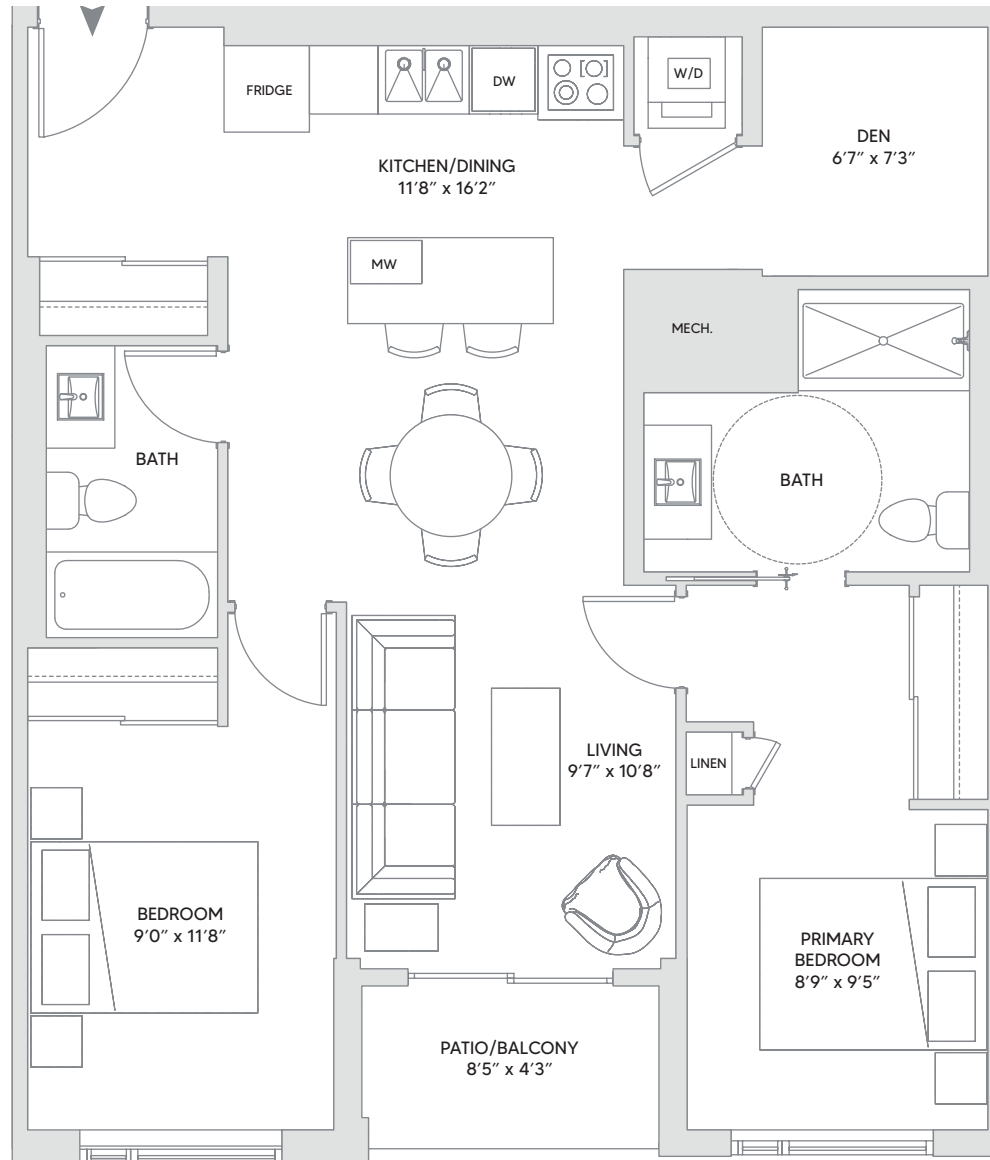 FRIDGE
DW
W/D
DEN
6′7″ x 7′3″
KITCHEN/DINING
11′8″ x 16′2″
MW
MECH.
BATH
BATH
LIVING
9′7″ x 10′8″
LINEN
BEDROOM
9′0″ x 11′8″
PRIMARY
BEDROOM
8′9″ x 9′5″
PATIO/BALCONY
8′5″ x 4′3″